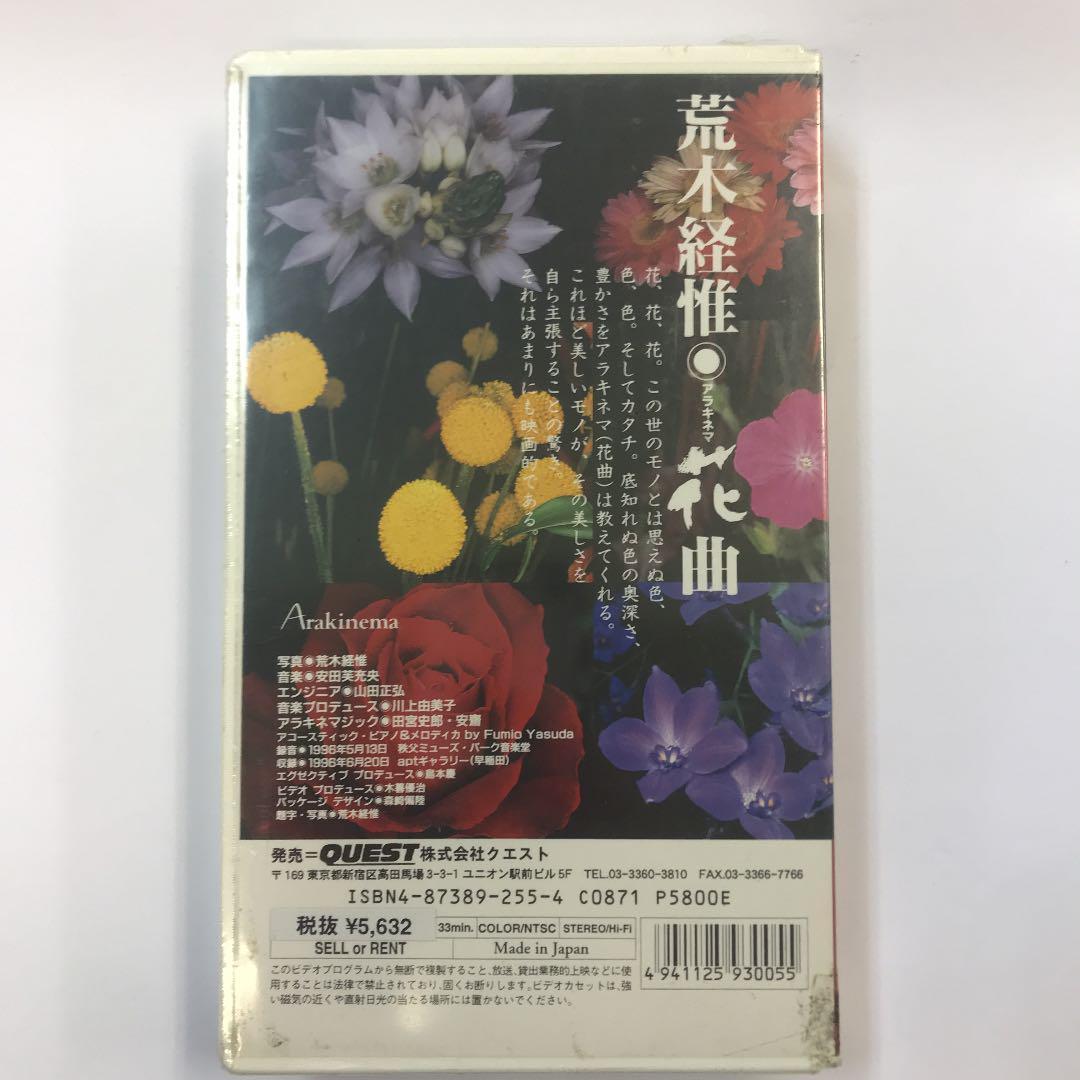 荒木経惟◉アラキネマ 花曲
花、花、花。この世のモノとは思えぬ色、
色、色。そしてカタチ。底知れぬ色の奥深さ、
豊かさをアラキネマ(花曲)は教えてくれる。
これほど美しいモノが、その美しさを
自ら主張することの驚き。
それはあまりにも映画的である。
Arakinema
写真◉荒木経惟
音楽◉安田芙充央
エンジニア◉山田正弘
音楽プロデュース◉川上由美子
アラキネマジック◉田宮史郎・安齋
アコースティック・ピアノ&メロディカ by Fumio Yasuda
録音◉1996年5月13日 秩父ミューズ・パーク音楽堂
収録◉1996年6月20日 aptギャラリー(早稲田)
エグゼクティブ プロデュース◉島本慶
ビデオ プロデュース◉木暮優治
パッケージ デザイン◉森﨑偏陸
題字・写真◉荒木経惟
発売=QUEST株式会社クエスト
〒169 東京都新宿区高田馬場3-3-1 ユニオン駅前ビル5F TEL.03-3360-3810 FAX.03-3366-7766
ISBN4-87389-255-4 C0871 P5800E
税抜 ¥5,632
33min. COLOR/NTSC STEREO/Hi-Fi
SELL or RENT Made in Japan
4 941125 930055
このビデオプログラムから無断で複製すること、放送、貸出業務的上映などに使
用することは法律で禁止されており、固くお断りします。ビデオカセットは、強
い磁気の近くや直射日光の当たる場所には置かないでください。